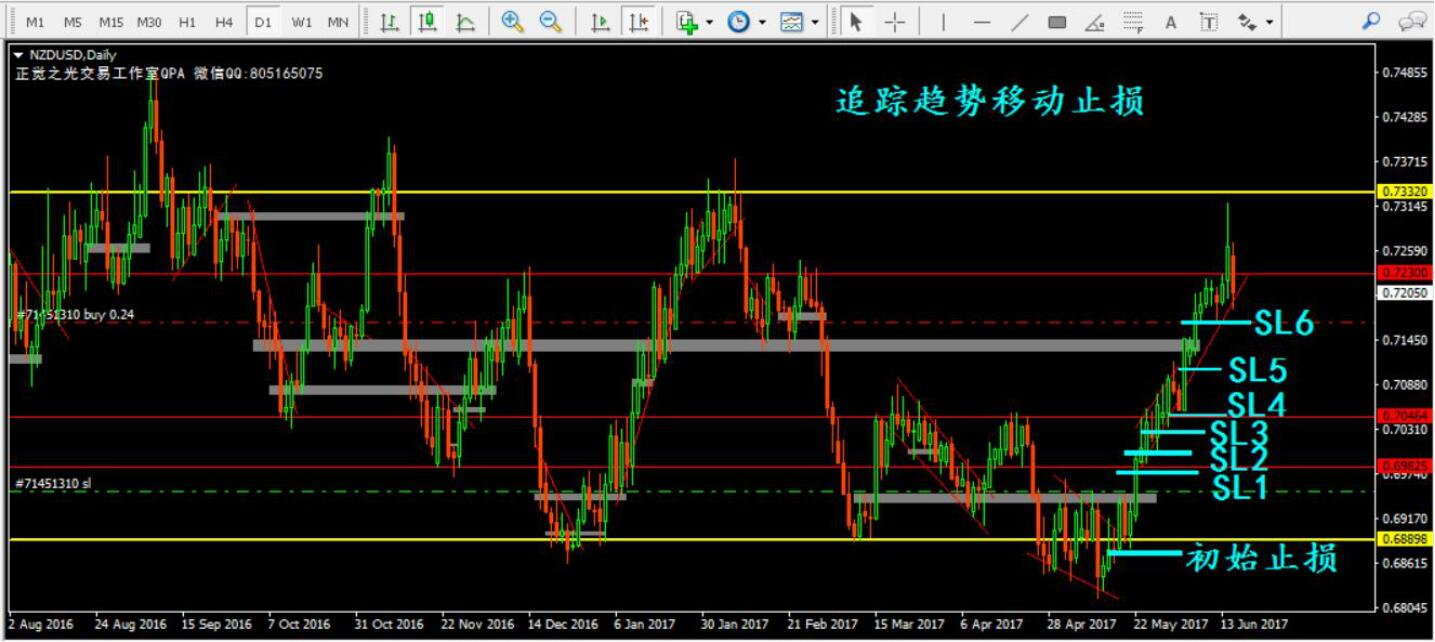 M1 M5 M15 M30 H1 H4 D1 W1 MN
NZDUSD,Daily
正觉之光交易工作室QPA 微信QQ:805165075
追踪趋势移动止损
0.74855
0.74285
0.73715
0.73320
0.73145
0.72590
0.72300
0.72050
#71451310 buy 0.24
SL6
0.71450
SL5
0.70880
SL4
0.70464
0.70310
SL3
SL2
0.69825
0.69740
#71451310 sl
SL1
0.69170
0.68898
初始止损
0.68615
0.68045
2 Aug 2016 24 Aug 2016 15 Sep 2016 7 Oct 2016 31 Oct 2016 22 Nov 2016 14 Dec 2016 6 Jan 2017 30 Jan 2017 21 Feb 2017 15 Mar 2017 6 Apr 2017 28 Apr 2017 22 May 2017 13 Jun 2017